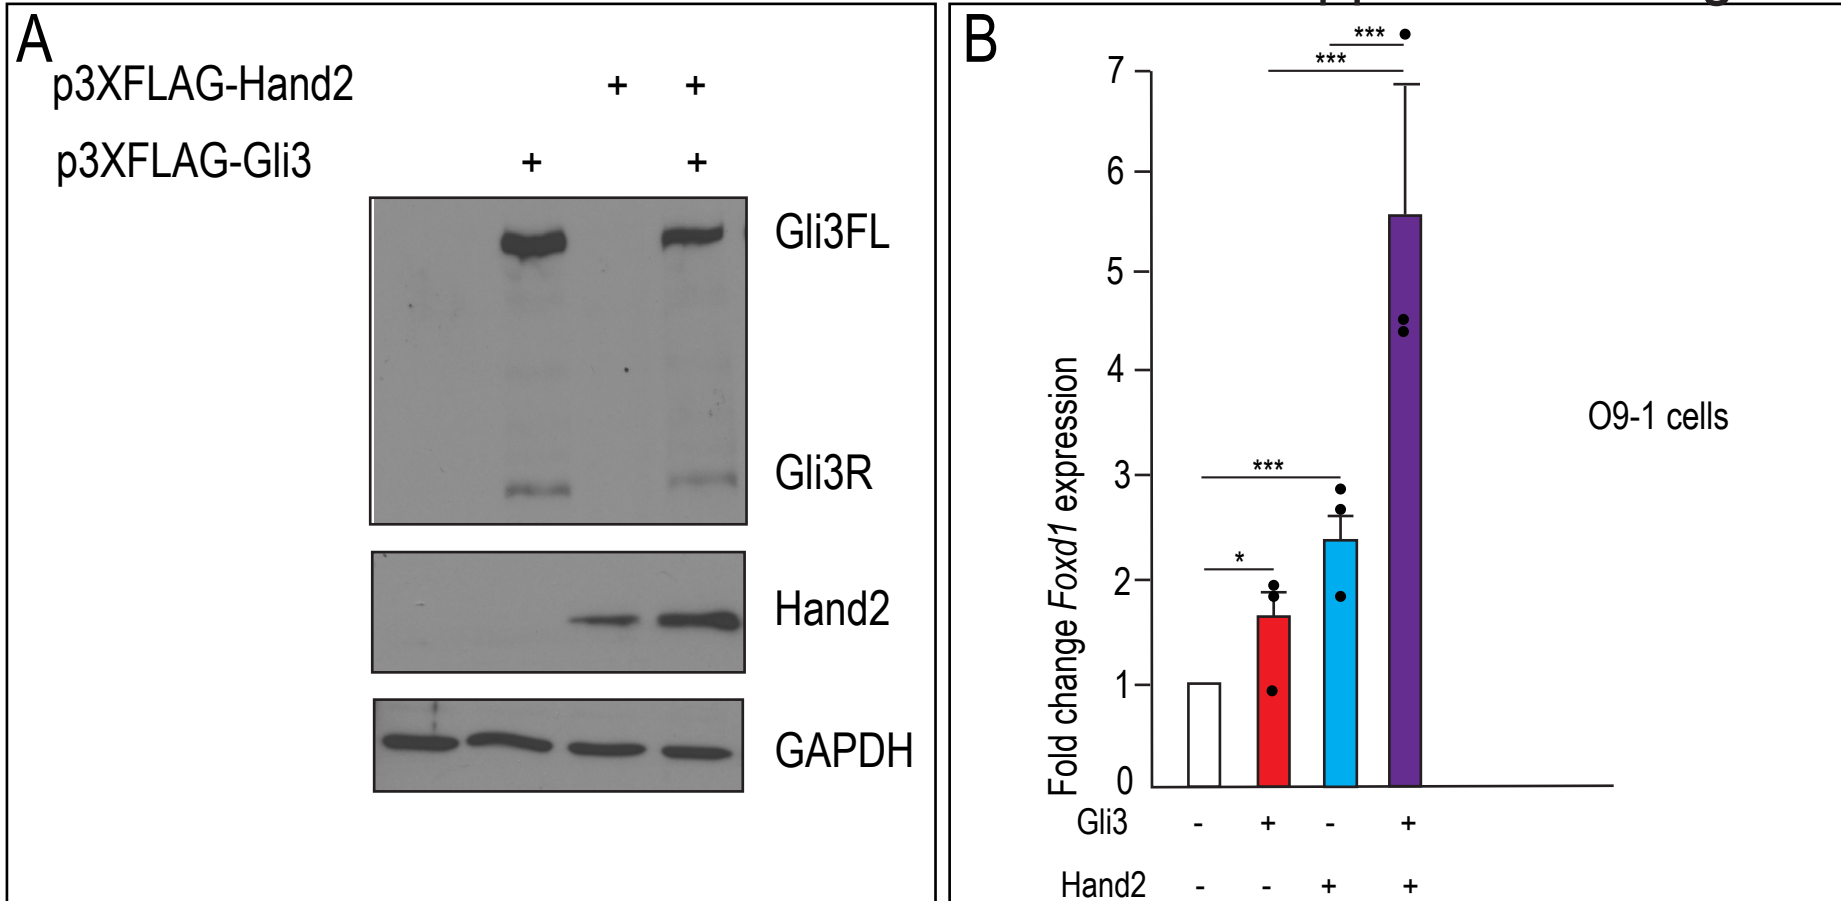 A
p3XFLAG-Hand2 + +
p3XFLAG-Gli3 + +
Gli3FL
Gli3R
Hand2
GAPDH
B
***
***
7
6
5
4
3
2
1
0
***
*
Fold change Foxd1 expression
O9-1 cells
Gli3 - + - +
Hand2 - - + +